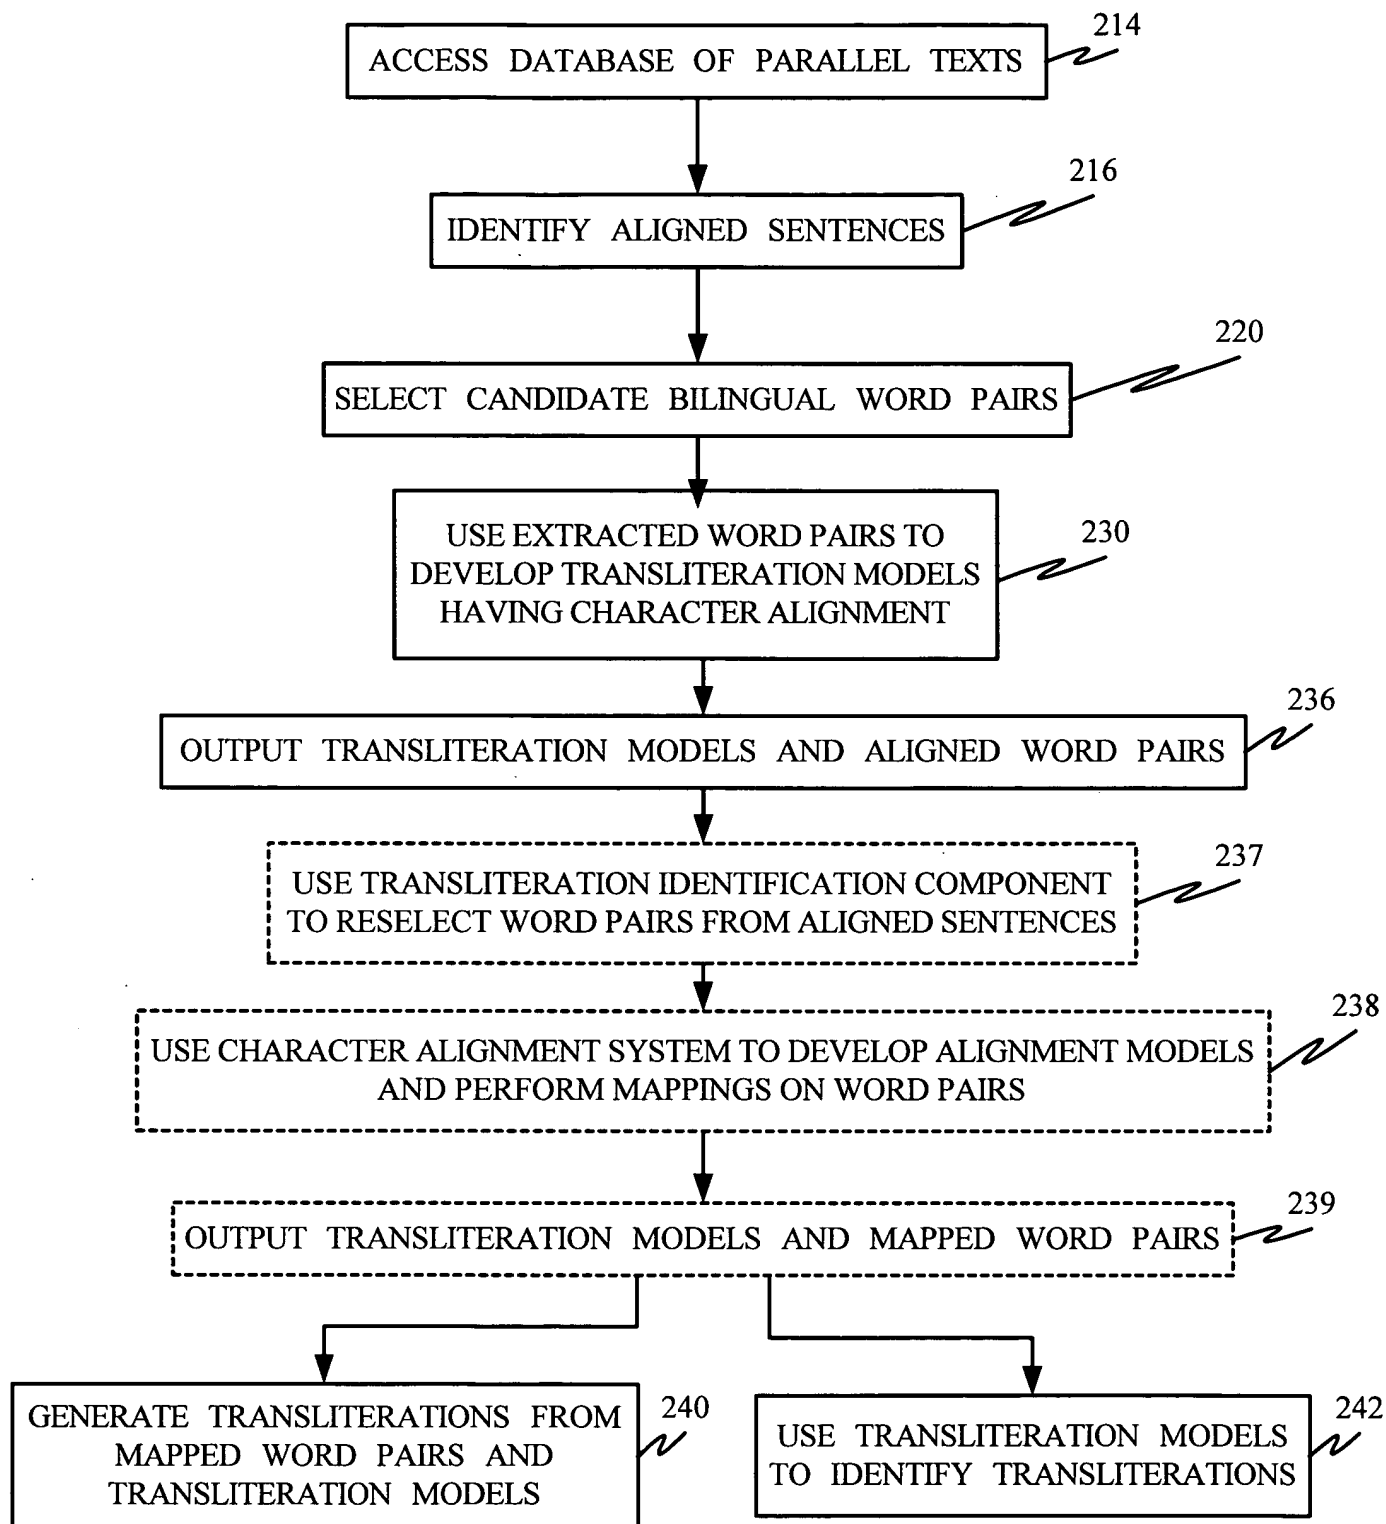 214
ACCESS DATABASE OF PARALLEL TEXTS
216
IDENTIFY ALIGNED SENTENCES
220
SELECT CANDIDATE BILINGUAL WORD PAIRS
230
USE EXTRACTED WORD PAIRS TO
DEVELOP TRANSLITERATION MODELS
HAVING CHARACTER ALIGNMENT
236
OUTPUT TRANSLITERATION MODELS AND ALIGNED WORD PAIRS
237
USE TRANSLITERATION IDENTIFICATION COMPONENT
TO RESELECT WORD PAIRS FROM ALIGNED SENTENCES
238
USE CHARACTER ALIGNMENT SYSTEM TO DEVELOP ALIGNMENT MODELS
AND PERFORM MAPPINGS ON WORD PAIRS
239
OUTPUT TRANSLITERATION MODELS AND MAPPED WORD PAIRS
240
GENERATE TRANSLITERATIONS FROM
MAPPED WORD PAIRS AND
TRANSLITERATION MODELS
242
USE TRANSLITERATION MODELS
TO IDENTIFY TRANSLITERATIONS